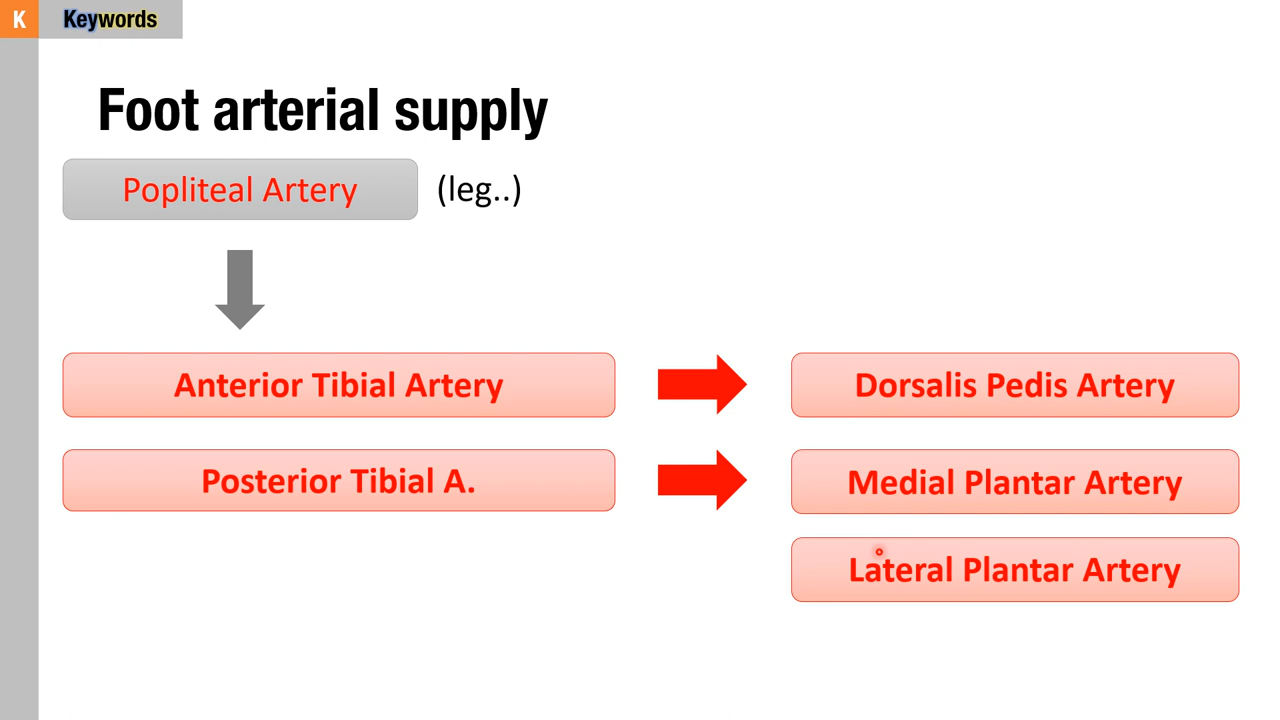 K Keywords
Foot arterial supply
Popliteal Artery (leg..)
Anterior Tibial Artery Dorsalis Pedis Artery
Posterior Tibial A. Medial Plantar Artery
Lateral Plantar Artery